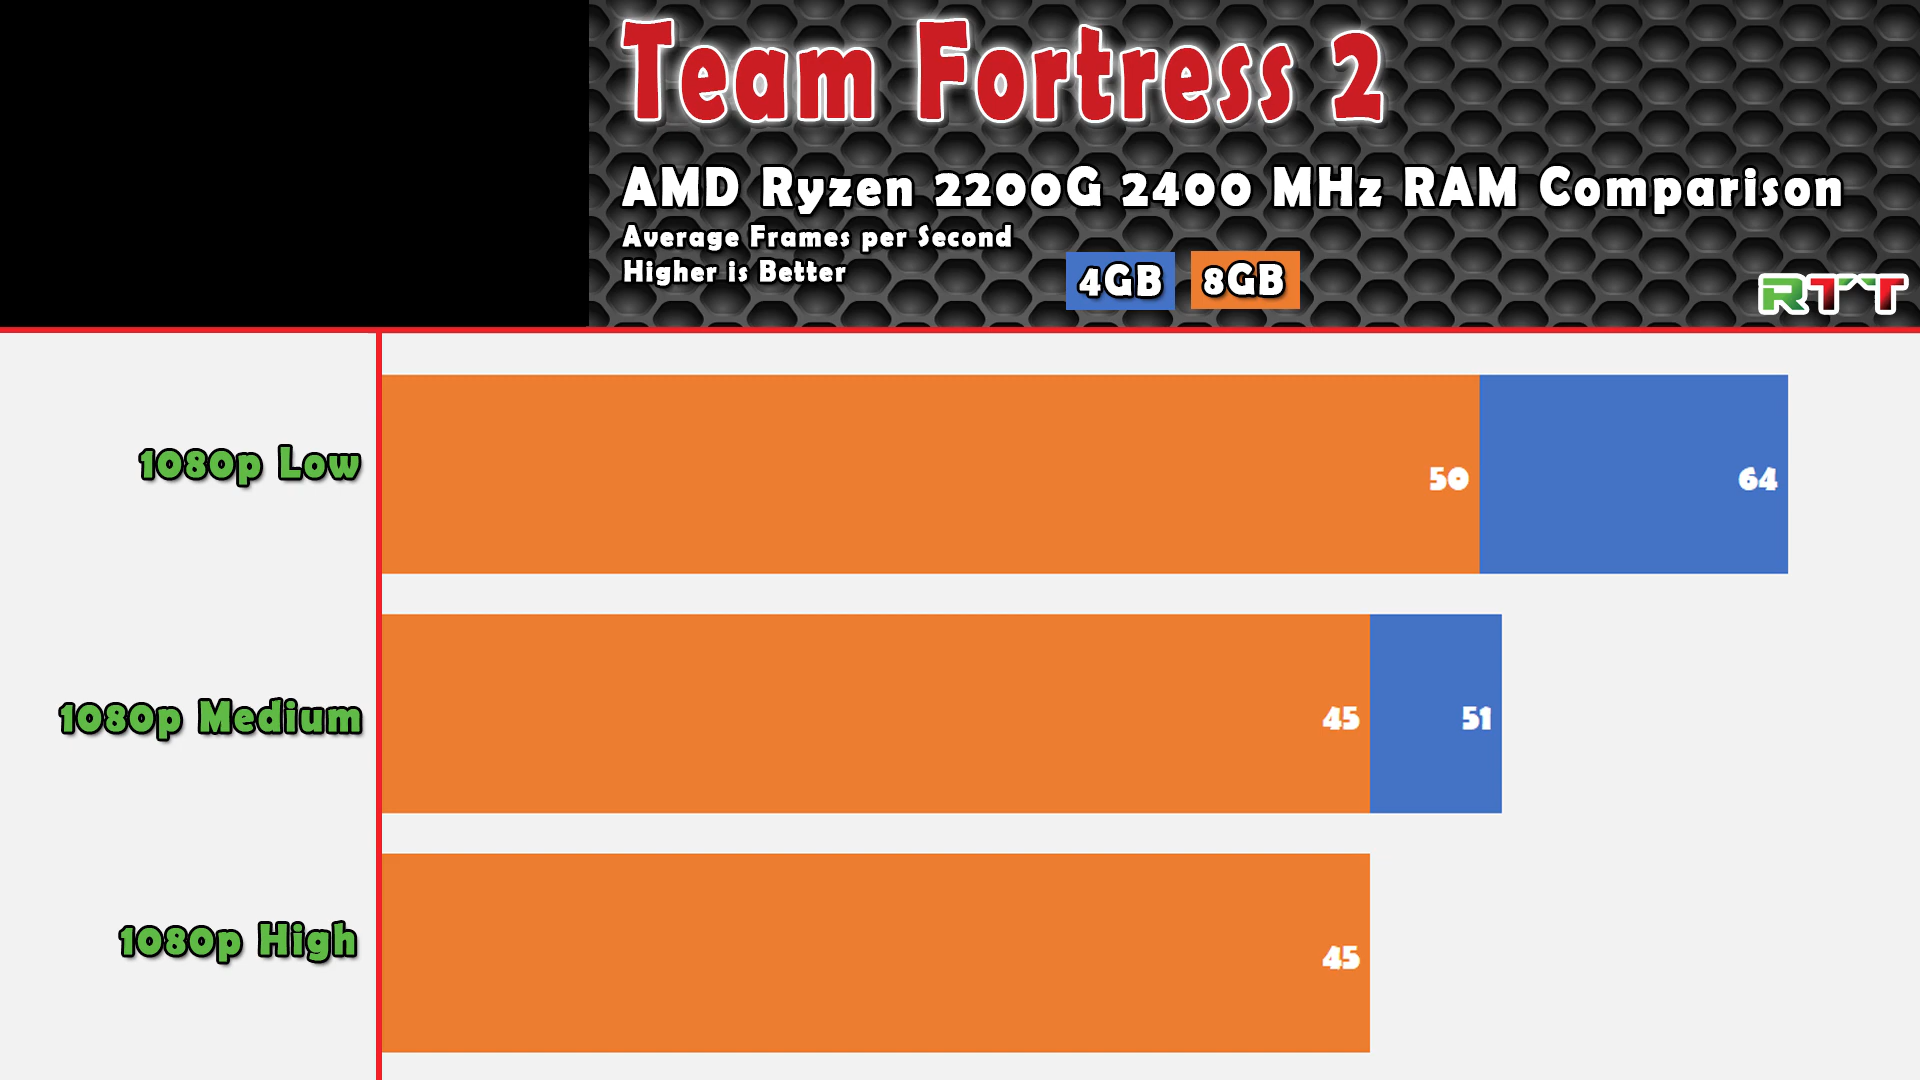 Team Fortress 2
AMD Ryzen 2200G 2400 MHz RAM Comparison
Average Frames per Second
Higher is Better
4GB 8GB
RTT
1080p Low 50 64
1080p Medium 45 51
1080p High 45